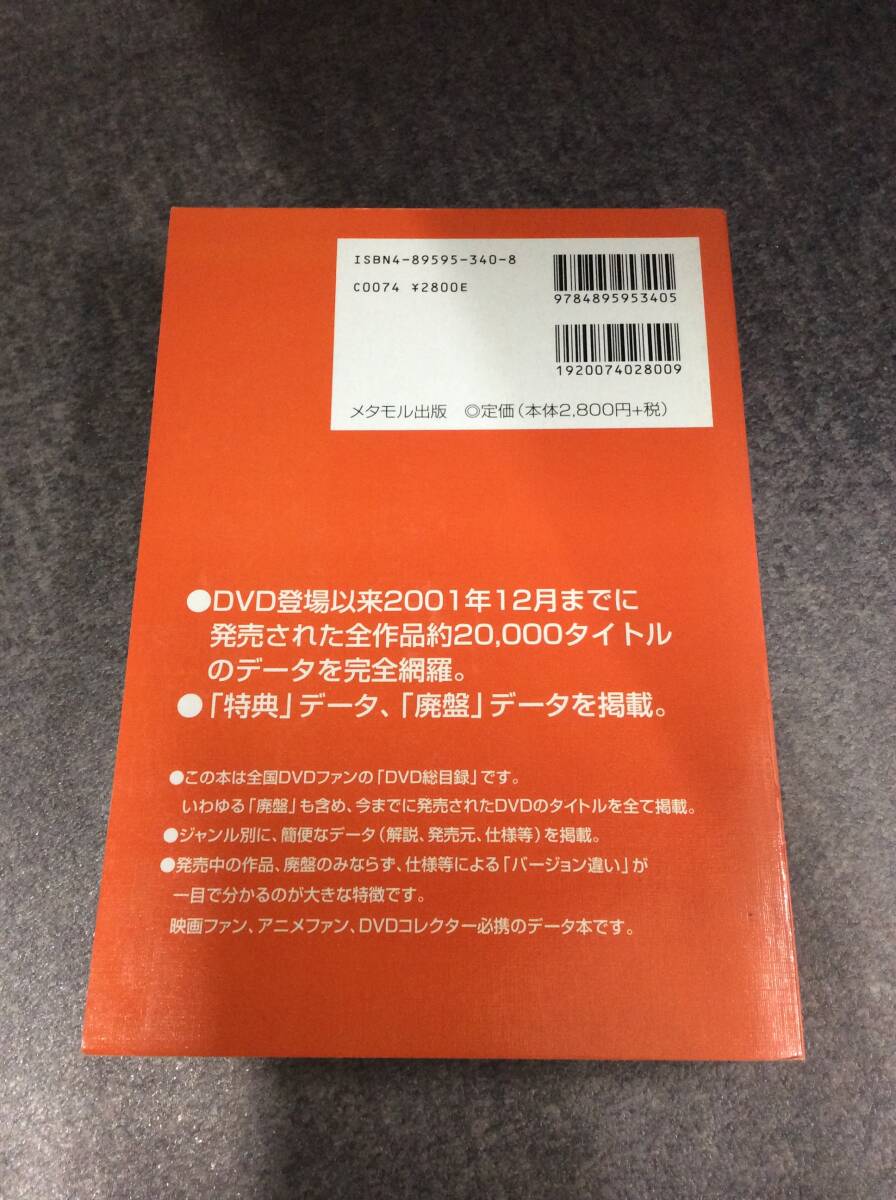 ISBN4-89595-340-8
C0074 ¥2800E
9784895953405
1920074028009
メタモル出版 ◎定価(本体2,800円+税)
●DVD登場以来2001年12月までに
発売された全作品約20,000タイトル
のデータを完全網羅。
●「特典」データ、「廃盤」データを掲載。
●この本は全国DVDファンの「DVD総目録」です。
いわゆる「廃盤」も含め、今までに発売されたDVDのタイトルを全て掲載。
●ジャンル別に、簡便なデータ(解説、発売元、仕様等)を掲載。
●発売中の作品、廃盤のみならず、仕様等による「バージョン違い」が
一目で分かるのが大きな特徴です。
映画ファン、アニメファン、DVDコレクター必携のデータ本です。